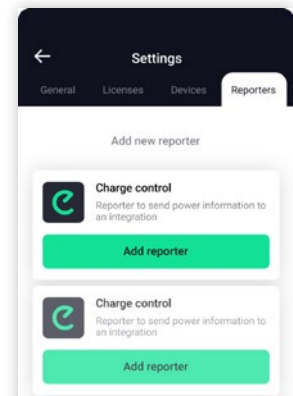 Settings
General Licenses Devices Reporters
Add new reporter
Charge control
Reporter to send power information to
an integration
Add reporter
Charge control
Reporter to send power information to
an integration
Add reporter